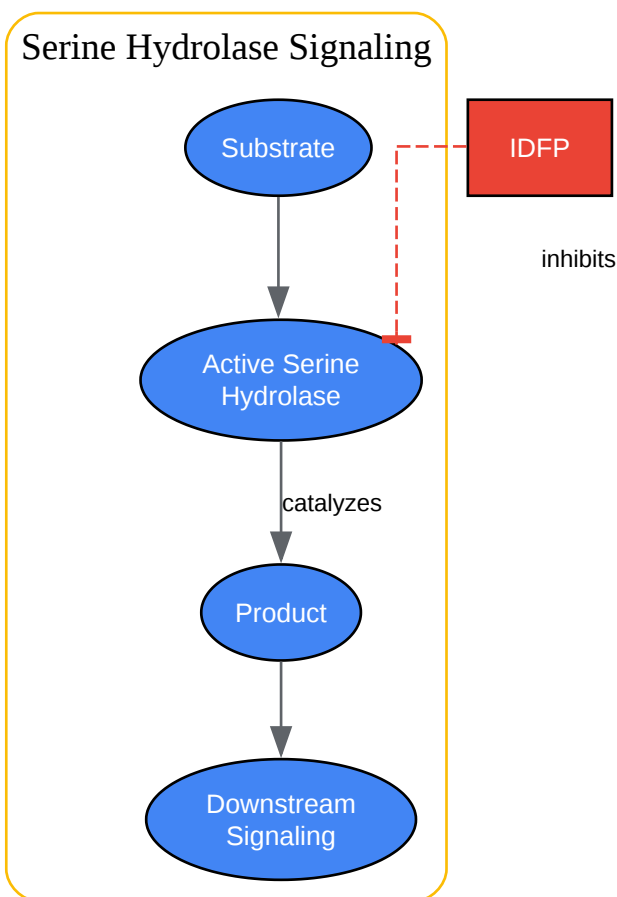 Serine Hydrolase Signaling
Substrate
IDFP
inhibits
Active Serine
Hydrolase
catalyzes
Product
Downstream
Signaling